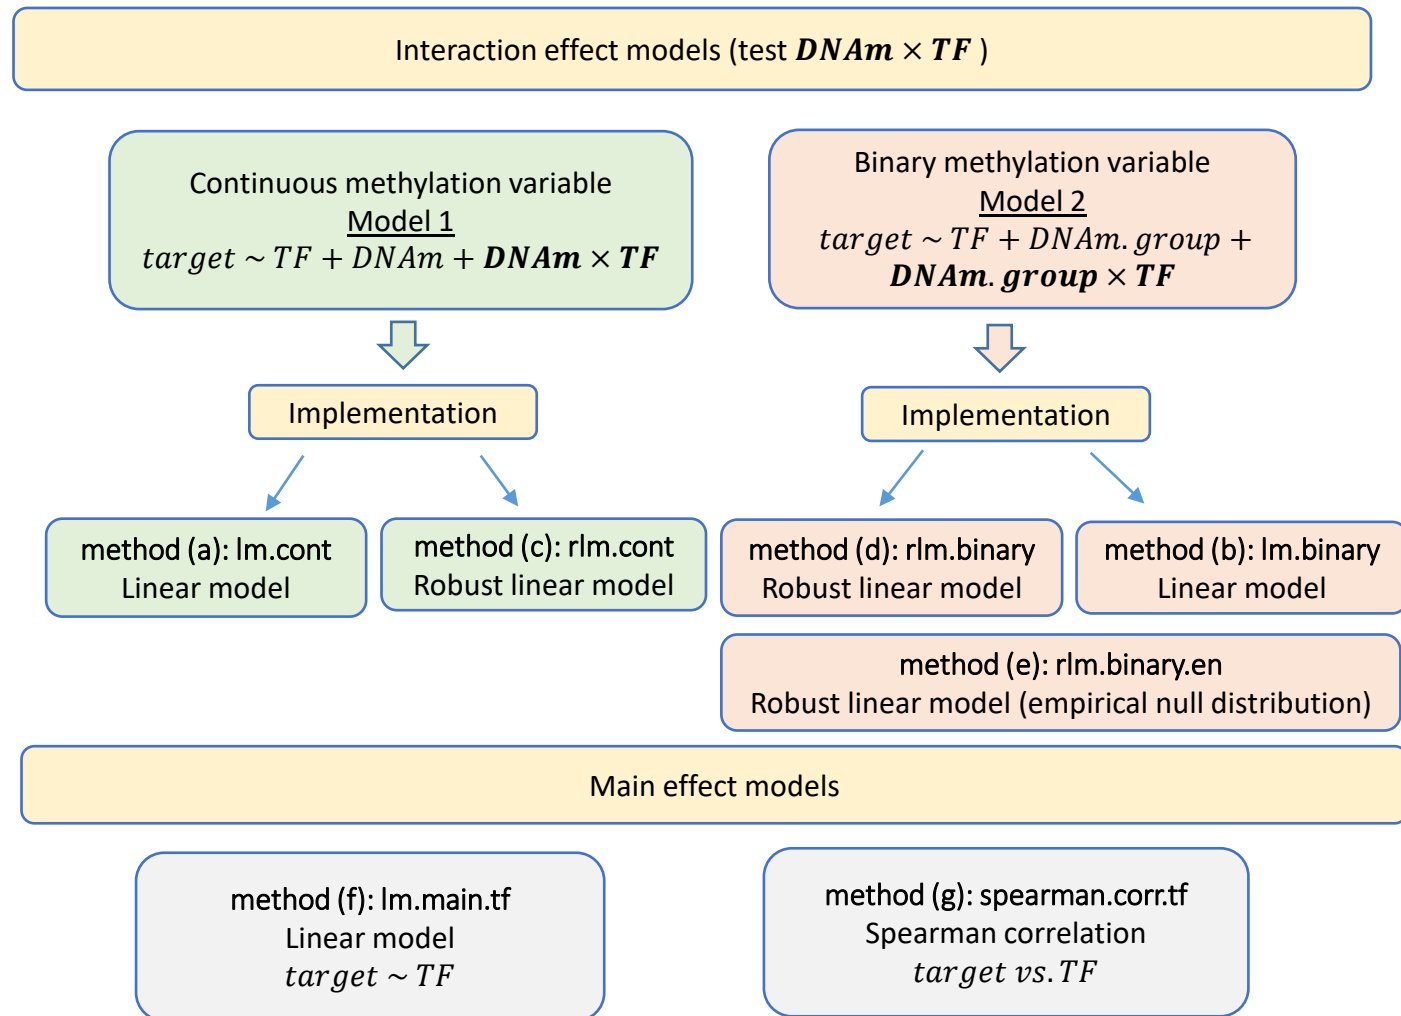 Interaction effect models (test DNAm × TF )
Continuous methylation variable
Model 1
target ~ TF + DNAm + DNAm × TF
Binary methylation variable
Model 2
target ~ TF + DNAm. group +
DNAm. group × TF
Implementation
Implementation
method (a): lm.cont
Linear model
method (c): rlm.cont
Robust linear model
method (d): rlm.binary
Robust linear model
method (b): lm.binary
Linear model
method (e): rlm.binary.en
Robust linear model (empirical null distribution)
Main effect models
method (f): lm.main.tf
Linear model
target ~ TF
method (g): spearman.corr.tf
Spearman correlation
target vs. TF